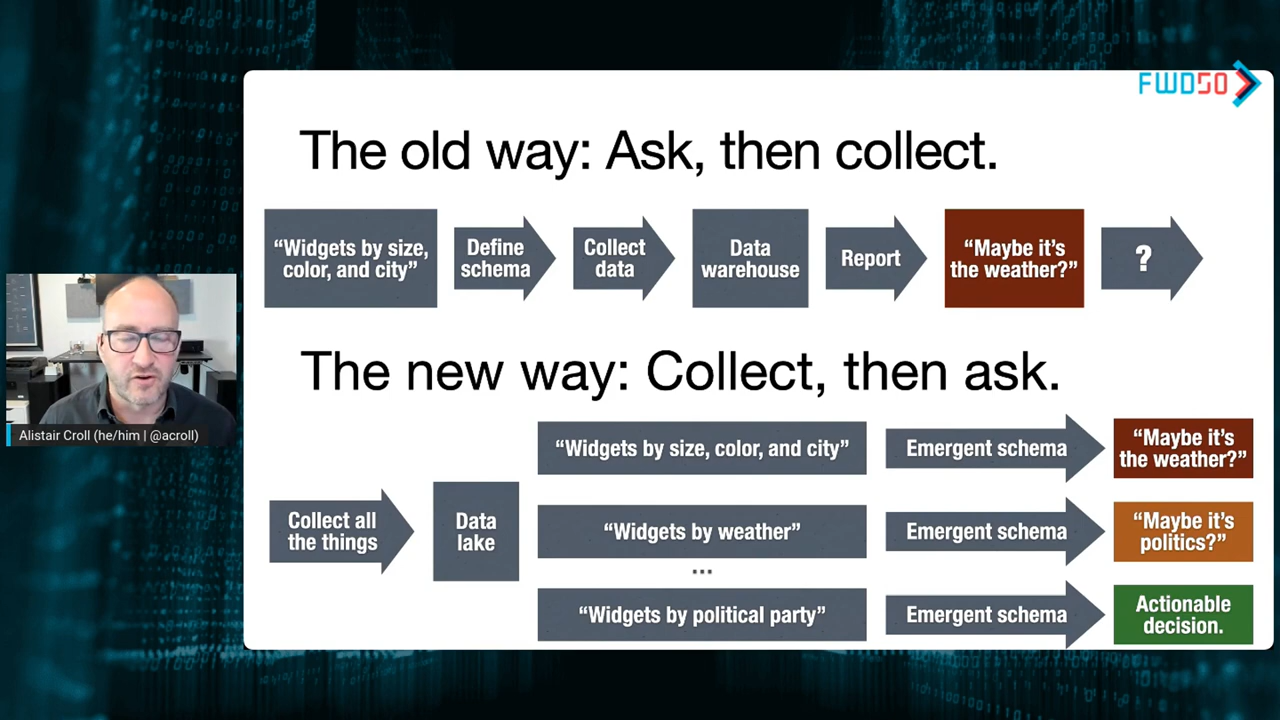 FWD50
The old way: Ask, then collect.
“Widgets by size,
color, and city”
Define
schema
Collect
data
Data
warehouse
Report
“Maybe it’s
the weather?”
?
The new way: Collect, then ask.
Collect all
the things
Data
lake
“Widgets by size, color, and city”
Emergent schema
“Maybe it’s
the weather?”
“Widgets by weather”
Emergent schema
“Maybe it’s
politics?”
...
“Widgets by political party”
Emergent schema
Actionable
decision.
Alistair Croll (he/him | @acroll)